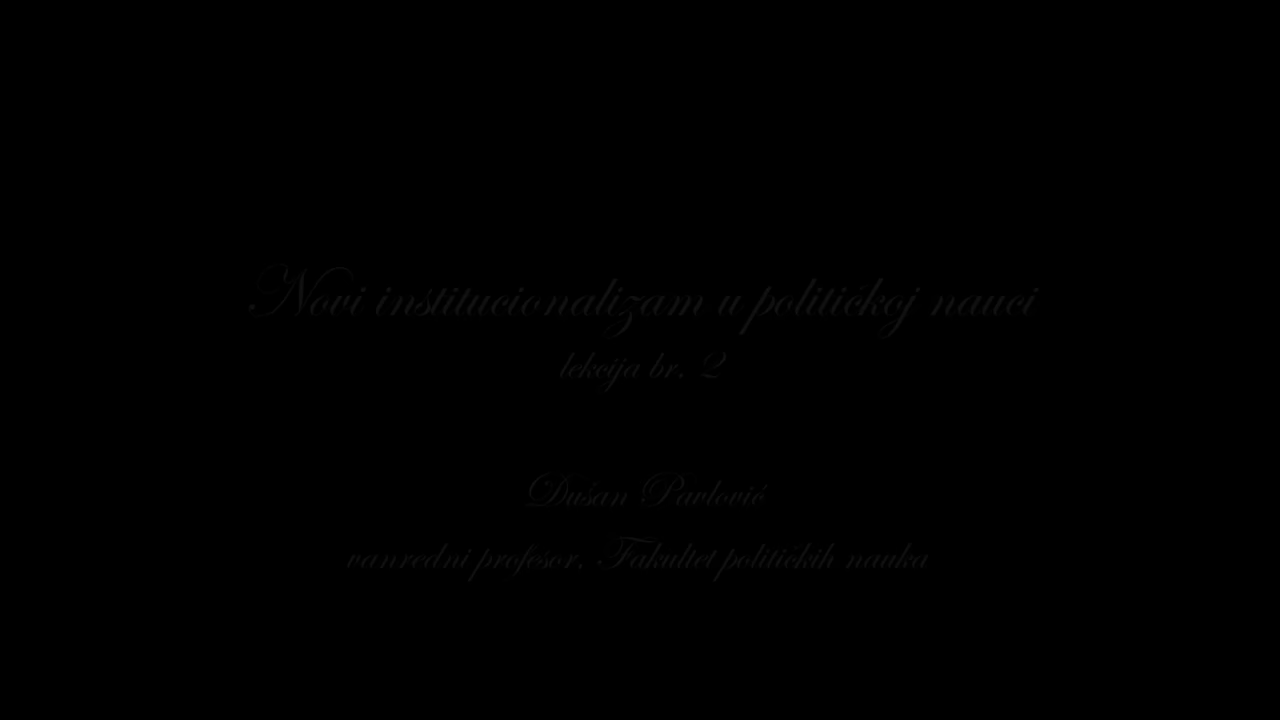 Novi institucionalizam u političkoj nauci
lekcija br. 2
Dušan Pavlović
vanredni profesor, Fakultet političkih nauka